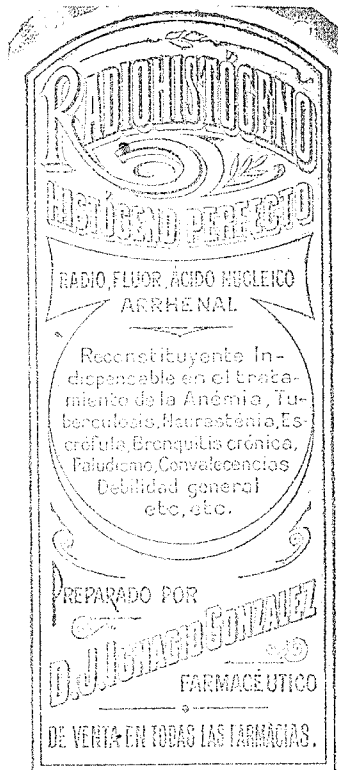 RADIOHISTÓGENO
HISTÓGENO PERFECTO
RADIO, FLUOR, ÁCIDO NUCLEICO
ARRHENAL
Reconstituyente In-
dispensable en el trata-
miento de la Anémia, Tu-
berculosis, Neurasténia, Es-
crófula, Bronquitis crónica,
Paludismo, Convalecencias
Debilidad general
etc, etc.
PREPARADO POR
D. J. IGNACIO GONZALEZ
FARMACÉUTICO
DE VENTA EN TODAS LAS FARMACIAS.